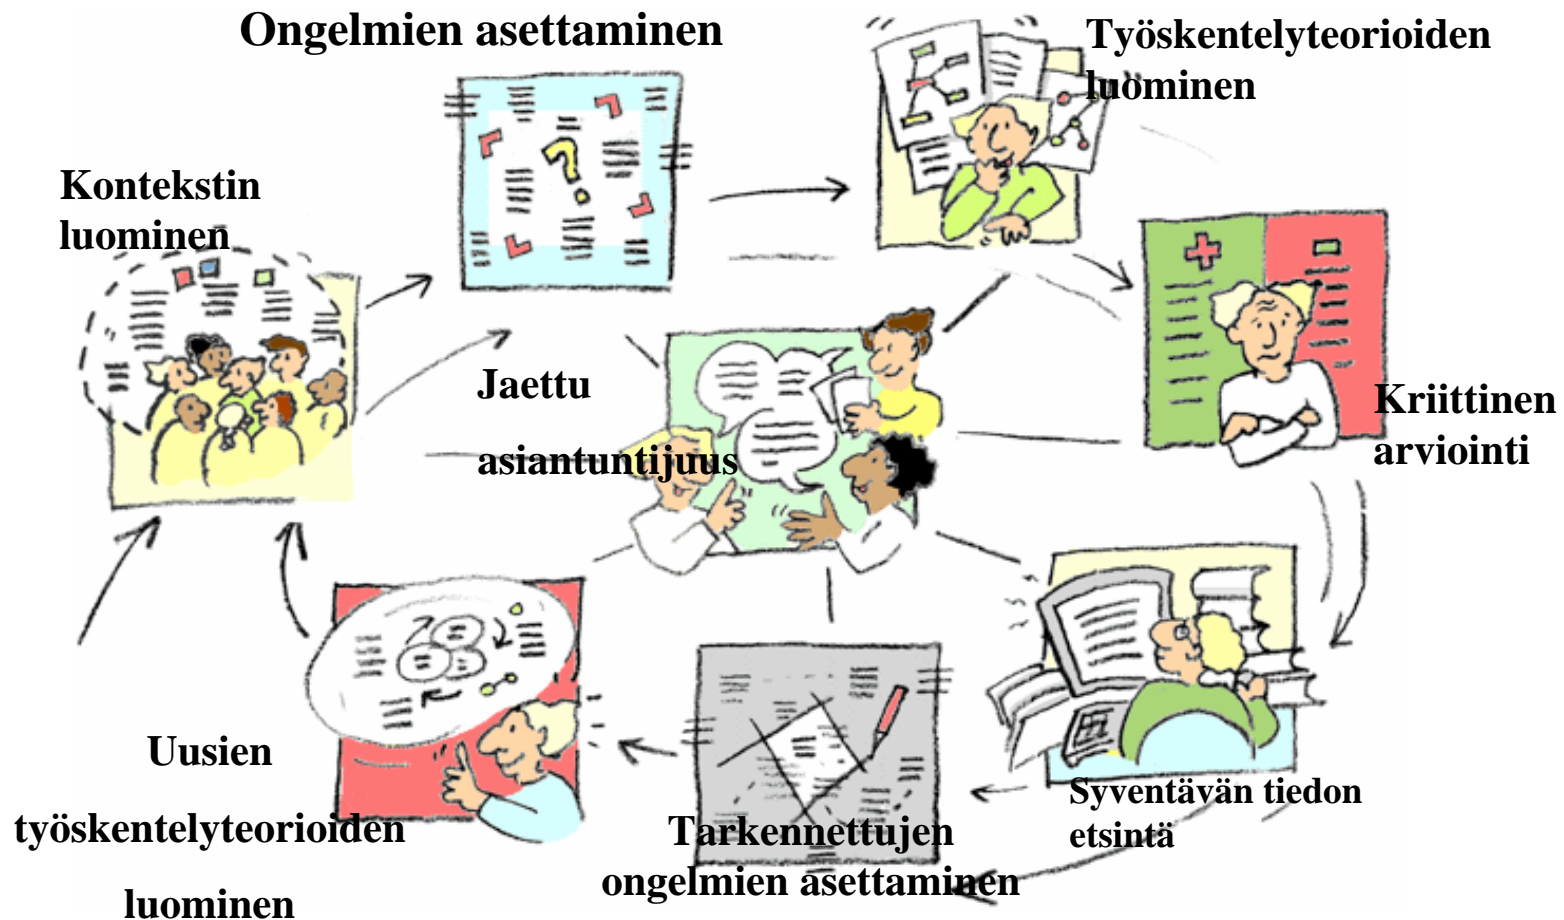 Ongelmien asettaminen
Työskentelyteorioiden
luominen
Kontekstin
luominen
Jaettu
asiantuntijuus
Kriittinen
arviointi
Syventävän tiedon
etsintä
Tarkennettujen
ongelmien asettaminen
Uusien
työskentelyteorioiden
luominen